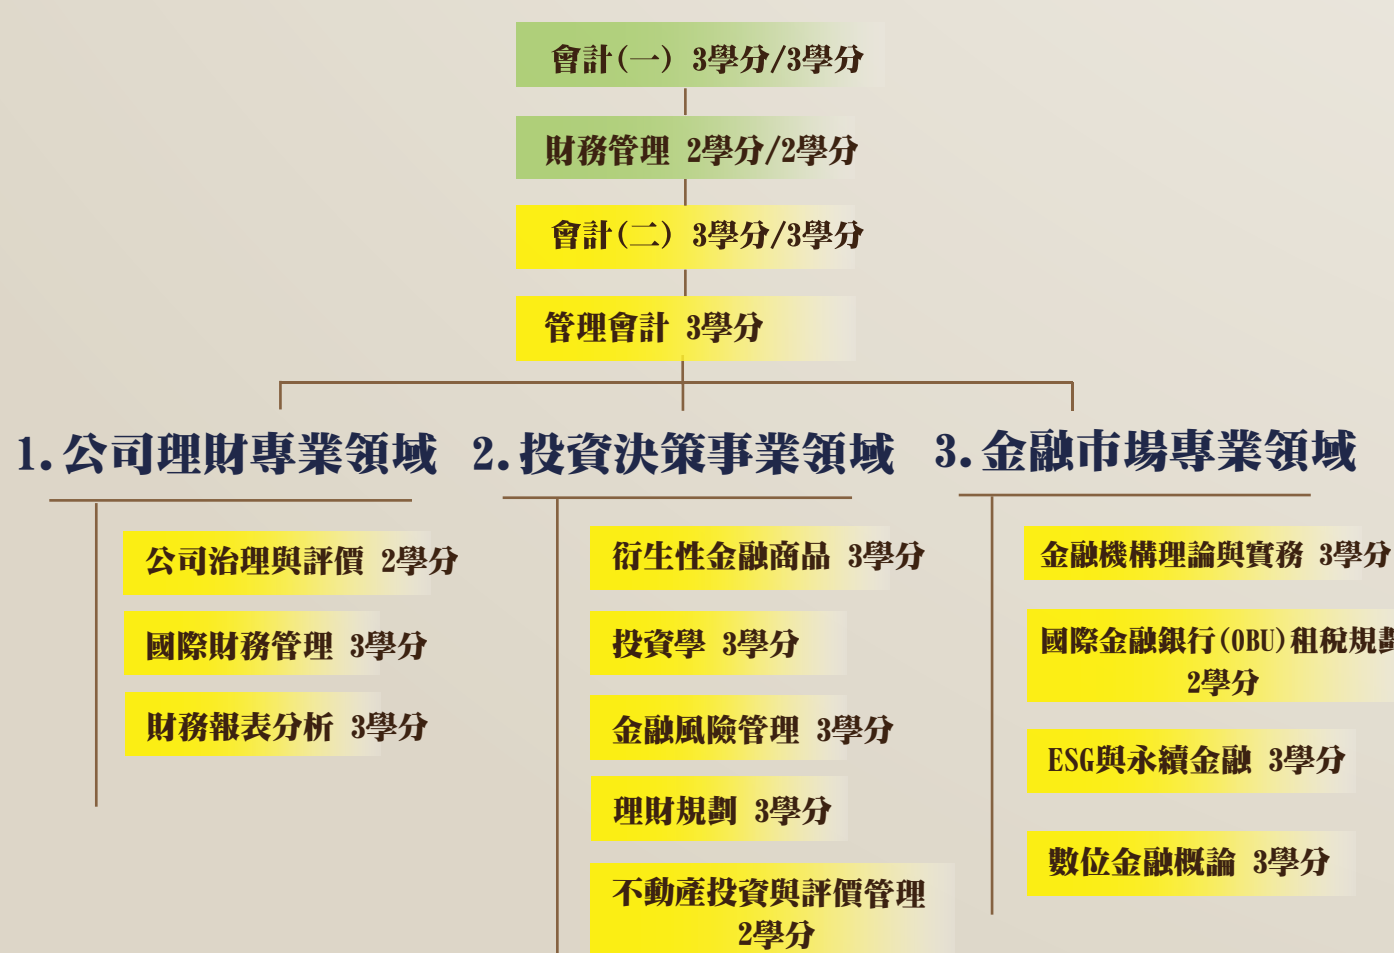 會計(一) 3學分/3學分
財務管理 2學分/2學分
會計(二) 3學分/3學分
管理會計 3學分
1.公司理財專業領域
公司治理與評價 2學分
國際財務管理 3學分
財務報表分析 3學分
2.投資決策事業領域
衍生性金融商品 3學分
投資學 3學分
金融風險管理 3學分
理財規劃 3學分
不動產投資與評價管理
2學分
3.金融市場專業領域
金融機構理論與實務 3學分
國際金融銀行(OBU)租稅規劃
2學分
ESG與永續金融 3學分
數位金融概論 3學分